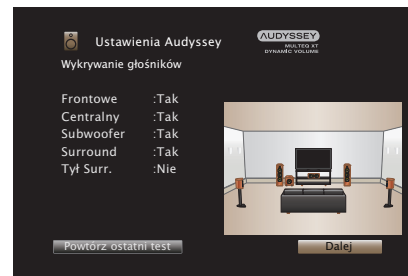 Ustawienia Audyssey
AUDYSSEY
MULTEQ XT
DYNAMIC VOLUME
Wykrywanie głośników
Frontowe :Tak
Centralny :Tak
Subwoofer :Tak
Surround :Tak
Tył Surr. :Nie
Powtórz ostatni test
Dalej